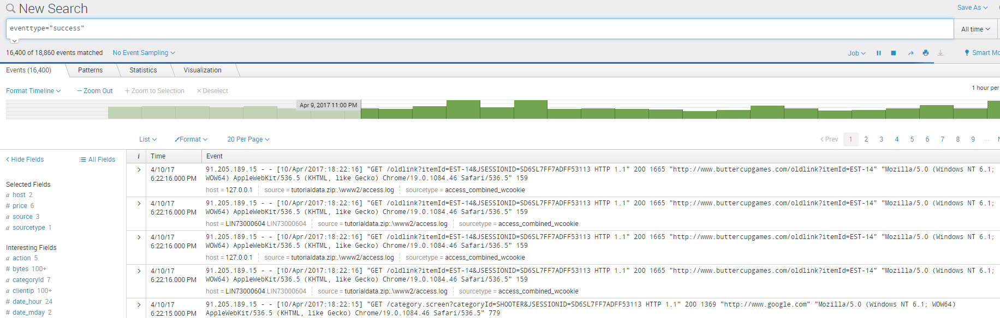 New Search
Save As
eventtype="success"
All time
16,400 of 18,860 events matched No Event Sampling
Job
Smart Mo
Events (16,400) Patterns Statistics Visualization
Format Timeline — Zoom Out + Zoom to Selection × Deselect
1 hour per
Apr 9, 2017 11:00 PM
List Format 20 Per Page
< Prev 1 2 3 4 5 6 7 8 9 ...
< Hide Fields All Fields
i Time Event
Selected Fields
a host 2
# price 6
a source 3
a sourcetype 1
Interesting Fields
a action 5
# bytes 100+
a categoryId 7
a clientip 100+
# date_hour 24
# date_mday 2
4/10/17
6:22:16.000 PM
91.205.189.15 - - [10/Apr/2017:18:22:16] "GET /oldlink?itemId=EST-14&JSESSIONID=SD6SL7FF7ADFF53113 HTTP 1.1" 200 1665 "http://www.buttercupgames.com/oldlink?itemId=EST-14" "Mozilla/5.0 (Windows NT 6.1;
WOW64) AppleWebKit/536.5 (KHTML, like Gecko) Chrome/19.0.1084.46 Safari/536.5" 159
host = 127.0.0.1 source = tutorialdata.zip:.\www2/access.log sourcetype = access_combined_wcookie
4/10/17
6:22:16.000 PM
91.205.189.15 - - [10/Apr/2017:18:22:16] "GET /oldlink?itemId=EST-14&JSESSIONID=SD6SL7FF7ADFF53113 HTTP 1.1" 200 1665 "http://www.buttercupgames.com/oldlink?itemId=EST-14" "Mozilla/5.0 (Windows NT 6.1;
WOW64) AppleWebKit/536.5 (KHTML, like Gecko) Chrome/19.0.1084.46 Safari/536.5" 159
host = LIN73000604 LIN73000604 source = tutorialdata.zip:.\www2/access.log sourcetype = access_combined_wcookie
4/10/17
6:22:16.000 PM
91.205.189.15 - - [10/Apr/2017:18:22:16] "GET /oldlink?itemId=EST-14&JSESSIONID=SD6SL7FF7ADFF53113 HTTP 1.1" 200 1665 "http://www.buttercupgames.com/oldlink?itemId=EST-14" "Mozilla/5.0 (Windows NT 6.1;
WOW64) AppleWebKit/536.5 (KHTML, like Gecko) Chrome/19.0.1084.46 Safari/536.5" 159
host = 127.0.0.1 source = tutorialdata.zip:.\www2/access.log sourcetype = access_combined_wcookie
4/10/17
6:22:16.000 PM
91.205.189.15 - - [10/Apr/2017:18:22:16] "GET /oldlink?itemId=EST-14&JSESSIONID=SD6SL7FF7ADFF53113 HTTP 1.1" 200 1665 "http://www.buttercupgames.com/oldlink?itemId=EST-14" "Mozilla/5.0 (Windows NT 6.1;
WOW64) AppleWebKit/536.5 (KHTML, like Gecko) Chrome/19.0.1084.46 Safari/536.5" 159
host = LIN73000604 LIN73000604 source = tutorialdata.zip:.\www2/access.log sourcetype = access_combined_wcookie
4/10/17
6:22:15.000 PM
91.205.189.15 - - [10/Apr/2017:18:22:15] "GET /category.screen?categoryId=SHOOTER&JSESSIONID=SD6SL7FF7ADFF53113 HTTP 1.1" 200 1369 "http://www.google.com" "Mozilla/5.0 (Windows NT 6.1; WOW64)
AppleWebKit/536.5 (KHTML, like Gecko) Chrome/19.0.1084.46 Safari/536.5" 779